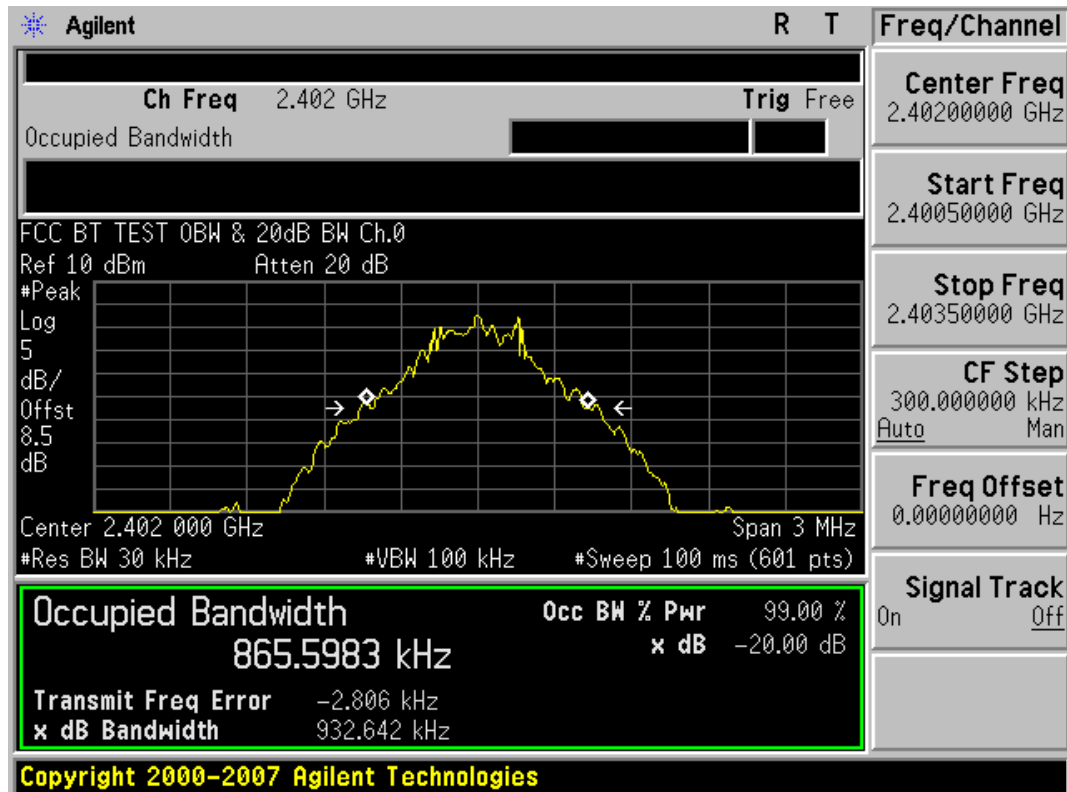 Agilent R T Freq/Channel
Ch Freq 2.402 GHz Trig Free
Occupied Bandwidth
Center Freq
2.40200000 GHz
Start Freq
2.40050000 GHz
Stop Freq
2.40350000 GHz
CF Step
300.000000 kHz
Auto Man
Freq Offset
0.00000000 Hz
Signal Track
On Off
FCC BT TEST OBW & 20dB BW Ch.0
Ref 10 dBm Atten 20 dB
#Peak
Log
5
dB/
Offst
8.5
dB
Center 2.402 000 GHz Span 3 MHz
#Res BW 30 kHz #VBW 100 kHz #Sweep 100 ms (601 pts)
Occupied Bandwidth Occ BW % Pwr 99.00 %
865.5983 kHz x dB -20.00 dB
Transmit Freq Error -2.806 kHz
x dB Bandwidth 932.642 kHz
Copyright 2000-2007 Agilent Technologies